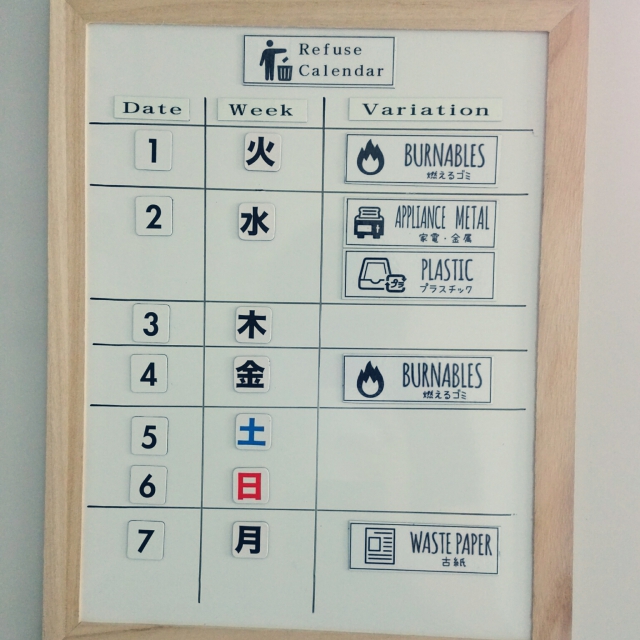 Refuse
Calendar
Date Week Variation
1 火 BURNABLES
燃えるゴミ
2 水 APPLIANCE METAL
家電・金属
PLASTIC
プラスチック
プラ
3 木
4 金 BURNABLES
燃えるゴミ
5 土
6 日
7 月 WASTE PAPER
古紙